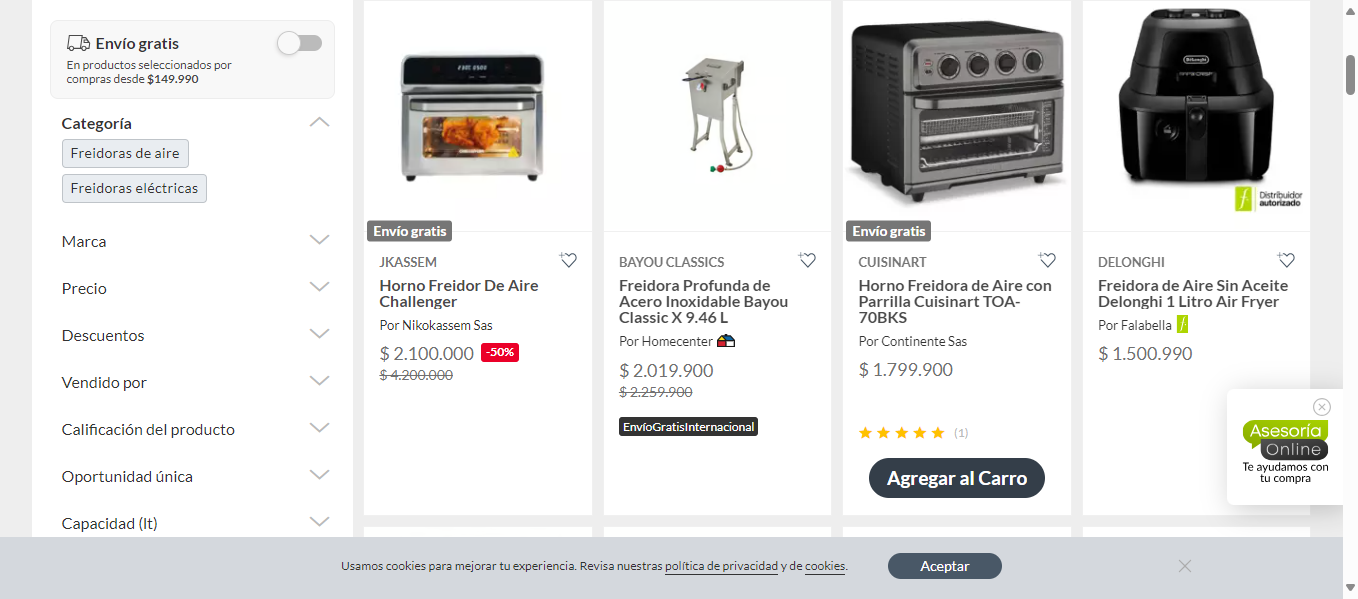 Envío gratis
En productos seleccionados por
compras desde $149.990
Categoría
Freidoras de aire
Freidoras eléctricas
Marca
Precio
Descuentos
Vendido por
Calificación del producto
Oportunidad única
Capacidad (lt)
Envío gratis
JKASSEM
Horno Freidor De Aire
Challenger
Por Nikokassem Sas
$ 2.100.000 -50%
$ 4.200.000
BAYOU CLASSICS
Freidora Profunda de
Acero Inoxidable Bayou
Classic X 9.46 L
Por Homecenter
$ 2.019.900
$ 2.259.900
EnvíoGratisInternacional
Envío gratis
CUISINART
Horno Freidora de Aire con
Parrilla Cuisinart TOA-
70BKS
Por Continente Sas
$ 1.799.900
(1)
Agregar al Carro
DeLonghi
f Distribuidor
autorizado
DELONGHI
Freidora de Aire Sin Aceite
Delonghi 1 Litro Air Fryer
Por Falabella f
$ 1.500.990
Asesoría
Online
Te ayudamos con
tu compra
Usamos cookies para mejorar tu experiencia. Revisa nuestras política de privacidad y de cookies.
Aceptar